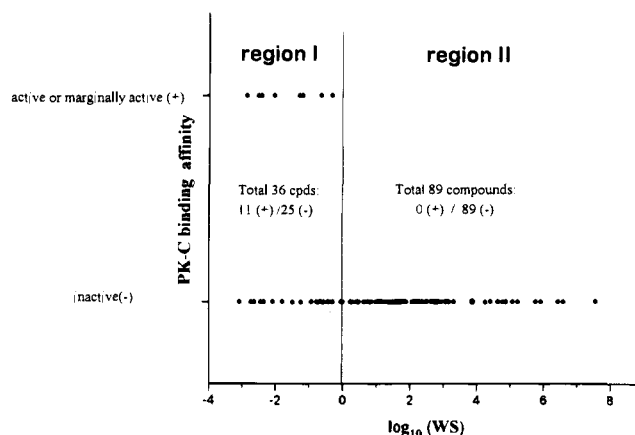 region I
region II
active or marginally active (+)
PK-C binding affinity
Total 36 cpds:
11 (+) /25 (-)
Total 89 compounds:
0 (+) / 89 (-)
inactive(-)
-4
-2
0
2
4
6
8
log10 (WS)